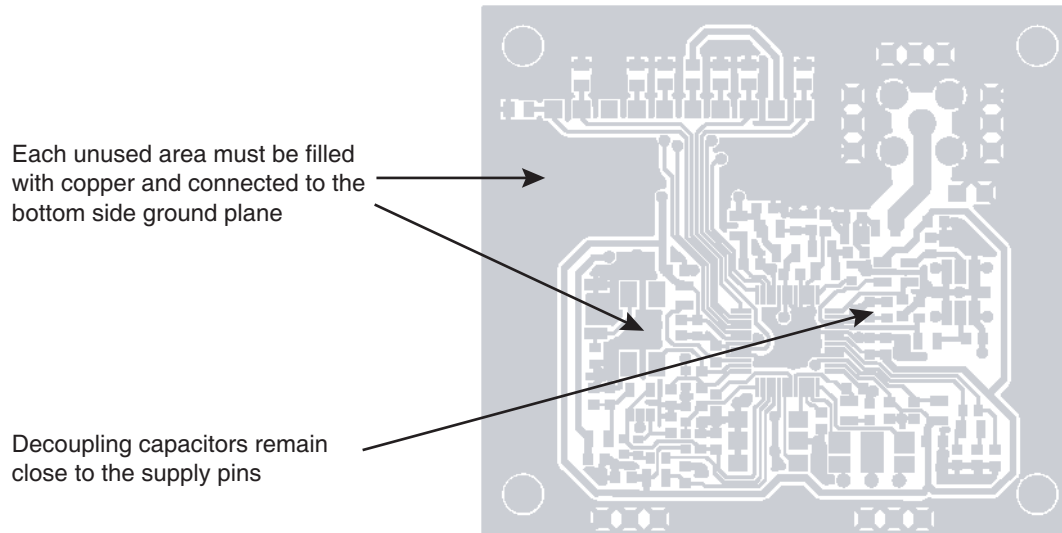 Each unused area must be filled
with copper and connected to the
bottom side ground plane
Decoupling capacitors remain
close to the supply pins